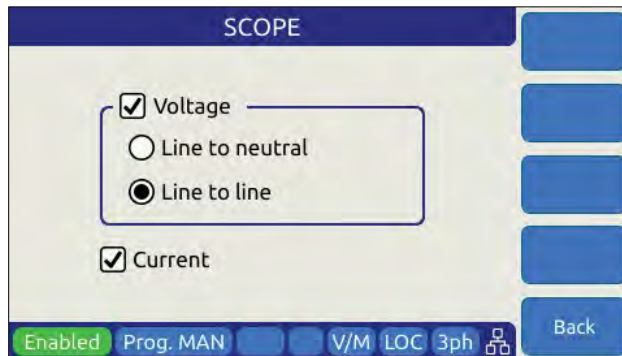 SCOPE
Voltage
Line to neutral
Line to line
Current
Back
Enabled Prog. MAN V/M LOC 3ph